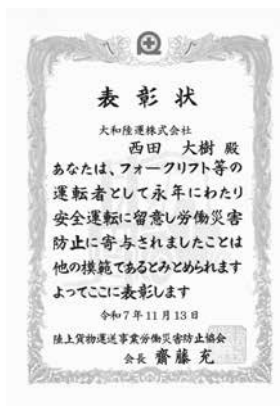 表彰状
大和陸運株式会社
西田 大樹 殿
あなたは、フォークリフト等の
運転者として永年にわたり
安全運転に留意し労働災害
防止に寄与されましたことは
他の模範であるとみとめられます
よってここに表彰します
令和7年11月13日
陸上貨物運送事業労働災害防止協会
会長 齋藤 充